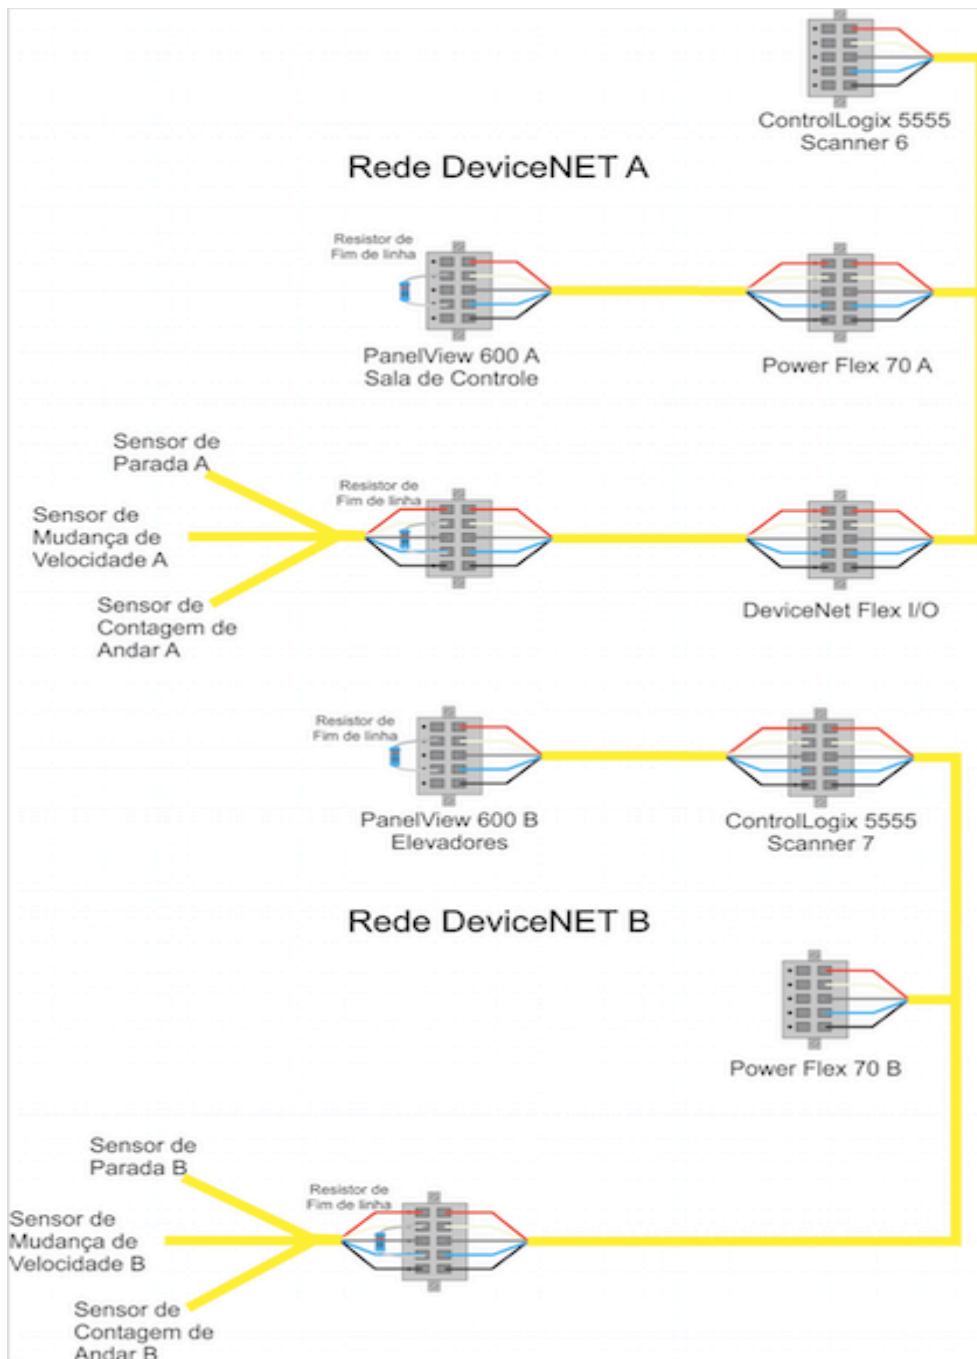 ControlLogix 5555
Scanner 6
Rede DeviceNET A
Resistor de
Fim de linha
PanelView 600 A
Sala de Controle
Power Flex 70 A
Sensor de
Parada A
Resistor de
Fim de linha
Sensor de
Mudança de
Velocidade A
Sensor de
Contagem de
Andar A
DeviceNet Flex I/O
Resistor de
Fim de linha
PanelView 600 B
Elevadores
ControlLogix 5555
Scanner 7
Rede DeviceNET B
Power Flex 70 B
Sensor de
Parada B
Resistor de
Fim de linha
Sensor de
Mudança de
Velocidade B
Sensor de
Contagem de
Andar B